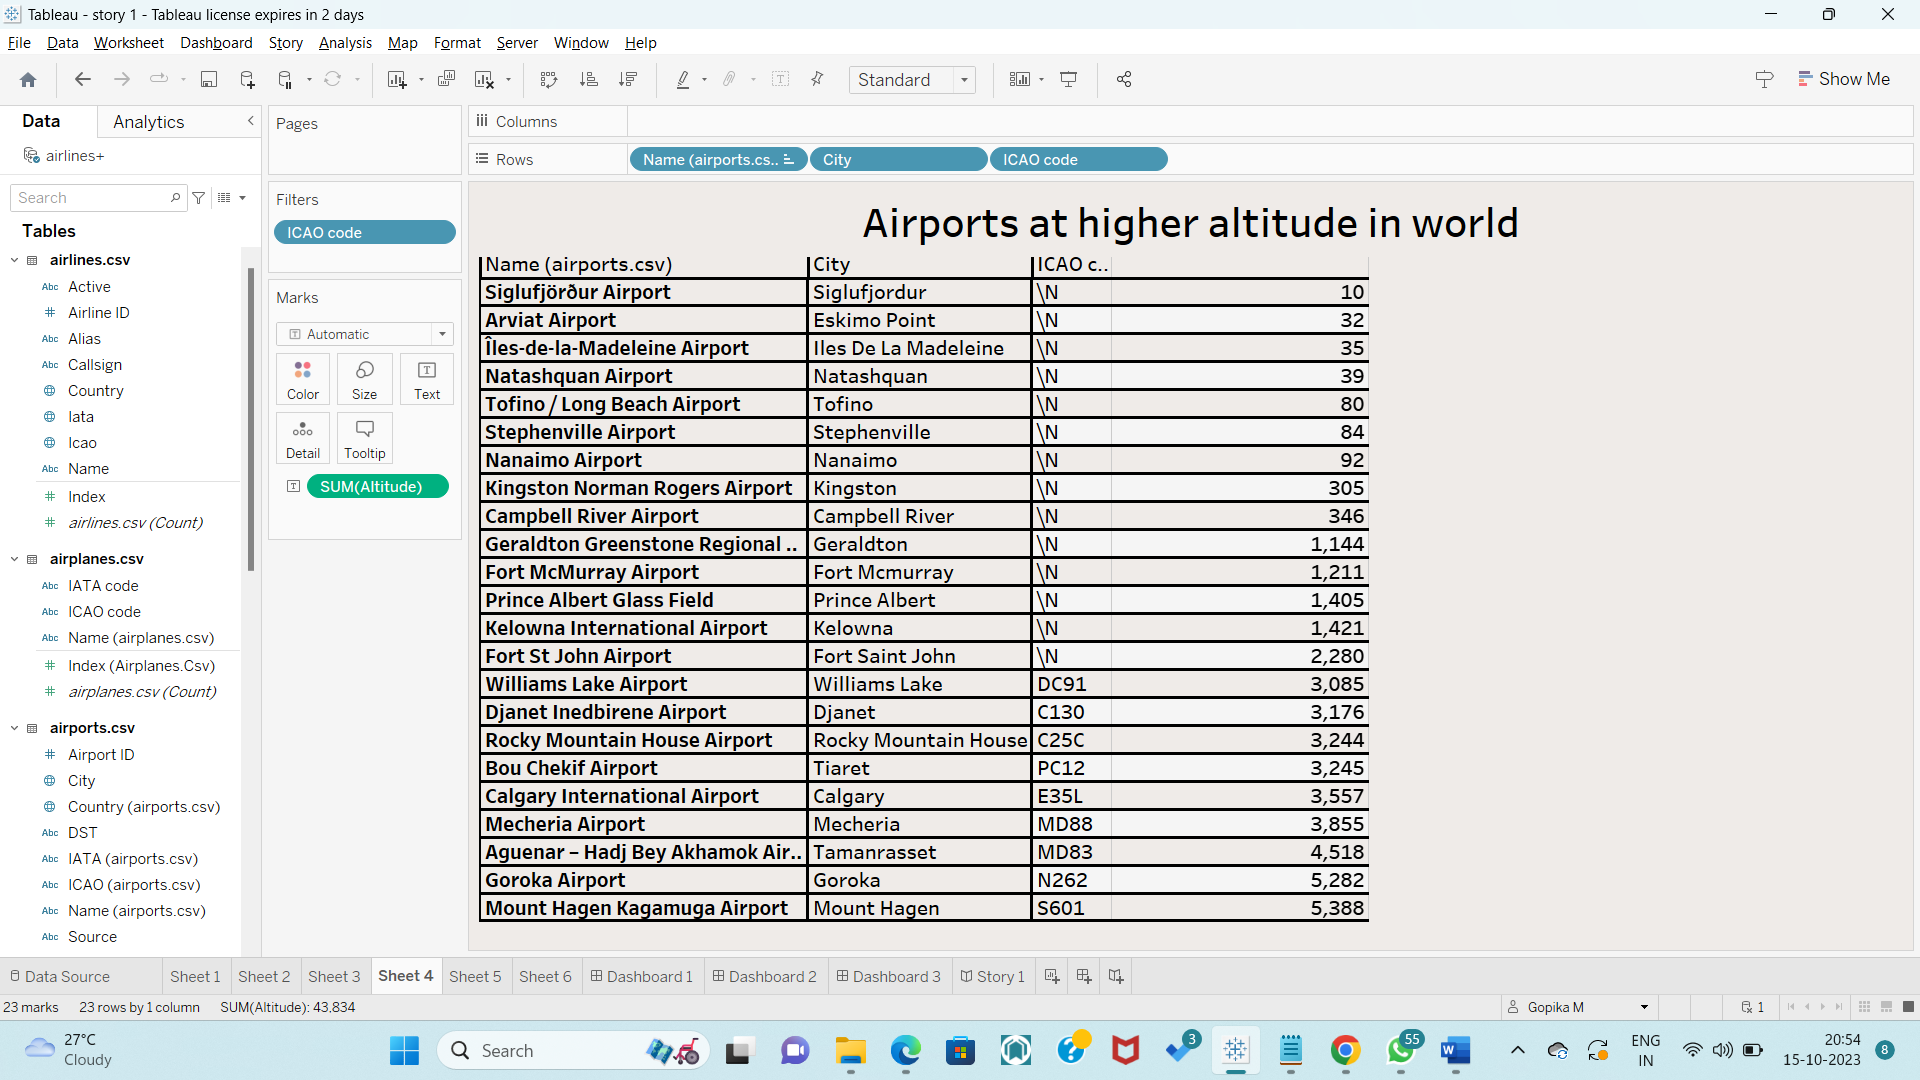 Tableau - story 1 - Tableau license expires in 2 days
File Data Worksheet Dashboard Story Analysis Map Format Server Window Help
Standard
Show Me
Data Analytics
airlines+
Search
Tables
airlines.csv
Abc Active
# Airline ID
Abc Alias
Abc Callsign
Country
Iata
Icao
Abc Name
# Index
# airlines.csv (Count)
airplanes.csv
Abc IATA code
Abc ICAO code
Abc Name (airplanes.csv)
# Index (Airplanes.Csv)
# airplanes.csv (Count)
airports.csv
# Airport ID
City
Country (airports.csv)
Abc DST
Abc IATA (airports.csv)
Abc ICAO (airports.csv)
Abc Name (airports.csv)
Abc Source
Pages
Filters
ICAO code
Marks
T Automatic
Color Size Text
Detail Tooltip
T SUM(Altitude)
Columns
Rows Name (airports.cs.. City ICAO code
Airports at higher altitude in world
Name (airports.csv) City ICAO c..
Siglufjörður Airport Siglufjordur \N 10
Arviat Airport Eskimo Point \N 32
Îles-de-la-Madeleine Airport Iles De La Madeleine \N 35
Natashquan Airport Natashquan \N 39
Tofino / Long Beach Airport Tofino \N 80
Stephenville Airport Stephenville \N 84
Nanaimo Airport Nanaimo \N 92
Kingston Norman Rogers Airport Kingston \N 305
Campbell River Airport Campbell River \N 346
Geraldton Greenstone Regional .. Geraldton \N 1,144
Fort McMurray Airport Fort Mcmurray \N 1,211
Prince Albert Glass Field Prince Albert \N 1,405
Kelowna International Airport Kelowna \N 1,421
Fort St John Airport Fort Saint John \N 2,280
Williams Lake Airport Williams Lake DC91 3,085
Djanet Inedbirene Airport Djanet C130 3,176
Rocky Mountain House Airport Rocky Mountain House C25C 3,244
Bou Chekif Airport Tiaret PC12 3,245
Calgary International Airport Calgary E35L 3,557
Mecheria Airport Mecheria MD88 3,855
Aguenar – Hadj Bey Akhamok Air.. Tamanrasset MD83 4,518
Goroka Airport Goroka N262 5,282
Mount Hagen Kagamuga Airport Mount Hagen S601 5,388
Data Source Sheet 1 Sheet 2 Sheet 3 Sheet 4 Sheet 5 Sheet 6 Dashboard 1 Dashboard 2 Dashboard 3 Story 1
23 marks 23 rows by 1 column SUM(Altitude): 43,834 Gopika M 1
27°C
Cloudy
Search
3
55
W
ENG
IN
20:54
15-10-2023
8